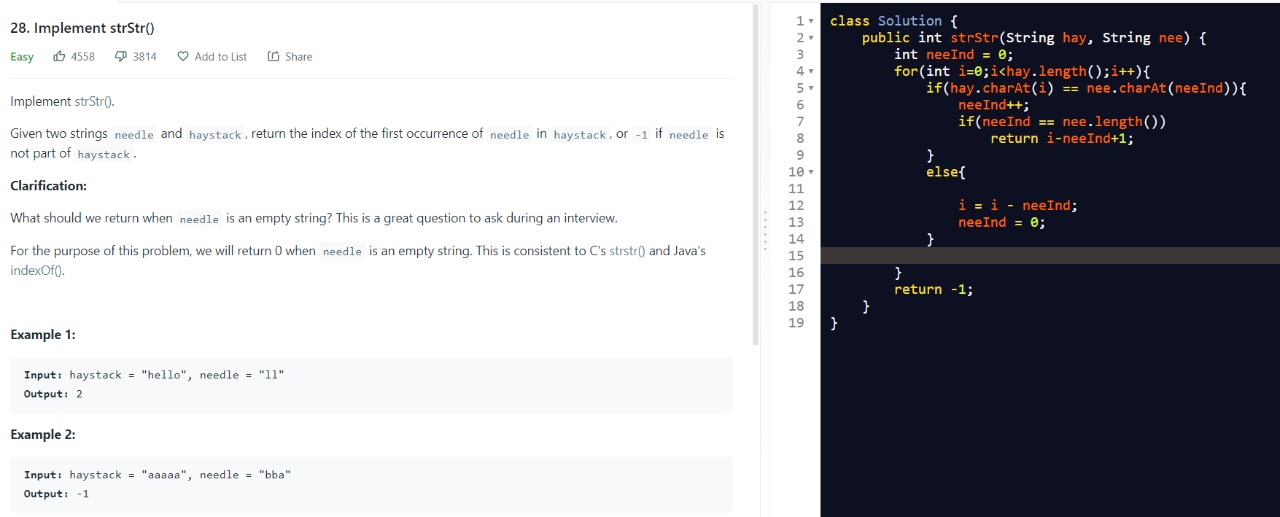 28. Implement strStr()
Easy 4558 3814 Add to List Share
Implement strStr().
Given two strings needle and haystack, return the index of the first occurrence of needle in haystack, or -1 if needle is
not part of haystack.
Clarification:
What should we return when needle is an empty string? This is a great question to ask during an interview.
For the purpose of this problem, we will return 0 when needle is an empty string. This is consistent to C's strstr() and Java's
indexOf().
Example 1:
Input: haystack = "hello", needle = "ll"
Output: 2
Example 2:
Input: haystack = "aaaaa", needle = "bba"
Output: -1
1 class Solution {
2 public int strStr(String hay, String nee) {
3 int neeInd = 0;
4 for(int i=0;i<hay.length();i++){
5 if(hay.charAt(i) == nee.charAt(neeInd)){
6 neeInd++;
7 if(neeInd == nee.length())
8 return i-neeInd+1;
9 }
10 else{
11
12 i = i - neeInd;
13 neeInd = 0;
14 }
15
16 }
17 return -1;
18 }
19 }